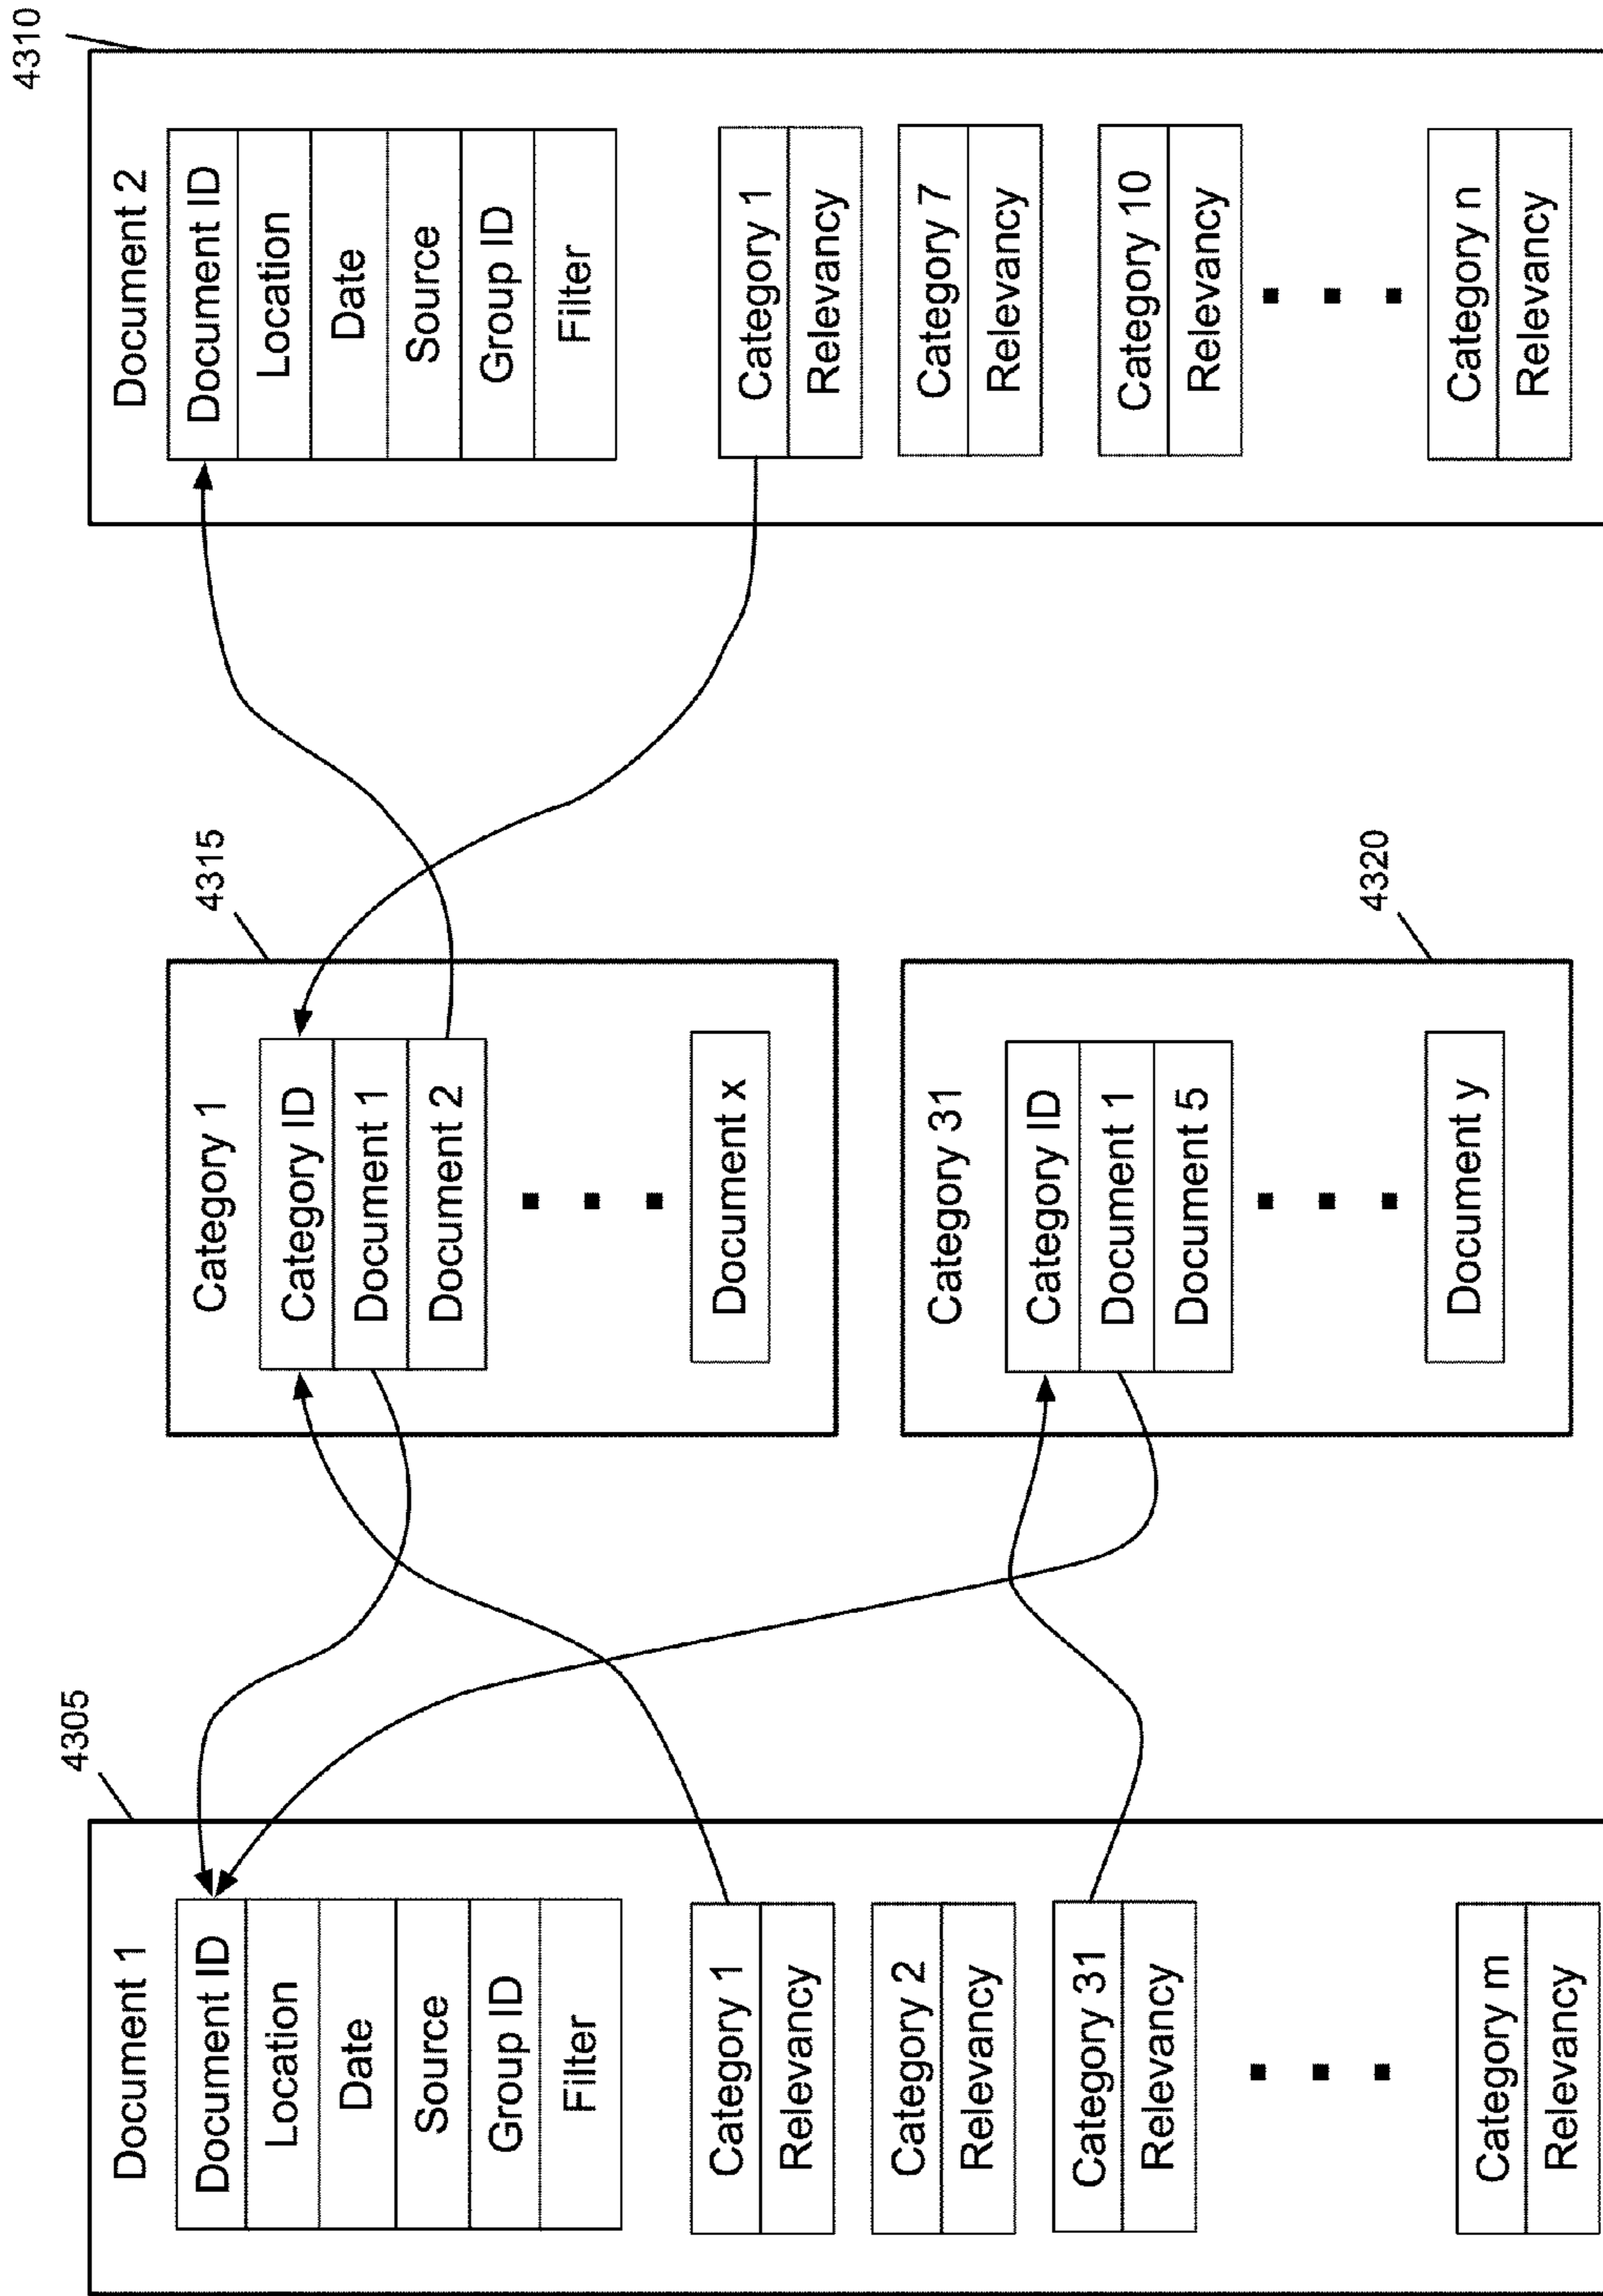 4305
Document 1
Document ID
Location
Date
Source
Group ID
Filter
Category 1
Relevancy
Category 2
Relevancy
Category 31
Relevancy
Category m
Relevancy
4315
Category 1
Category ID
Document 1
Document 2
Document x
4320
Category 31
Category ID
Document 1
Document 5
Document y
4310
Document 2
Document ID
Location
Date
Source
Group ID
Filter
Category 1
Relevancy
Category 7
Relevancy
Category 10
Relevancy
Category n
Relevancy